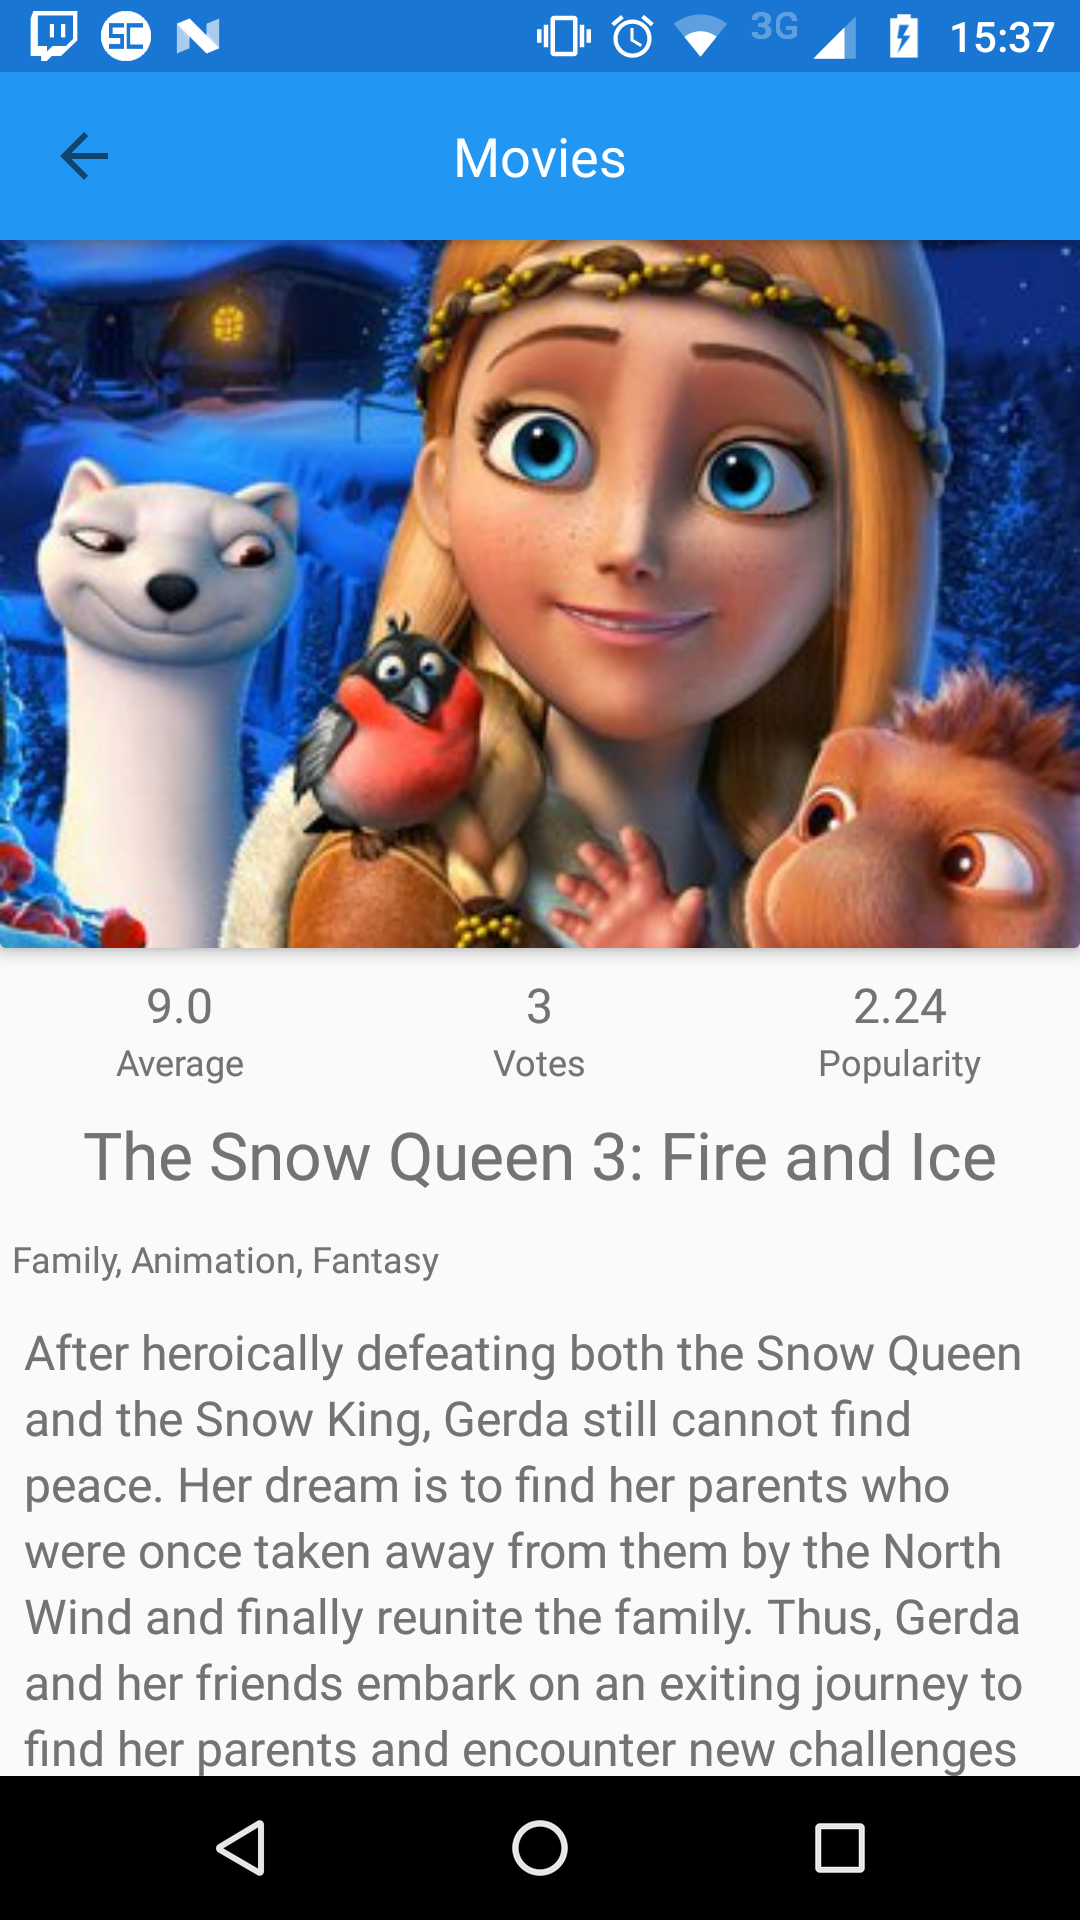 3G 15:37
Movies
9.0 3 2.24
Average Votes Popularity
The Snow Queen 3: Fire and Ice
Family, Animation, Fantasy
After heroically defeating both the Snow Queen
and the Snow King, Gerda still cannot find
peace. Her dream is to find her parents who
were once taken away from them by the North
Wind and finally reunite the family. Thus, Gerda
and her friends embark on an exiting journey to
find her parents and encounter new challenges